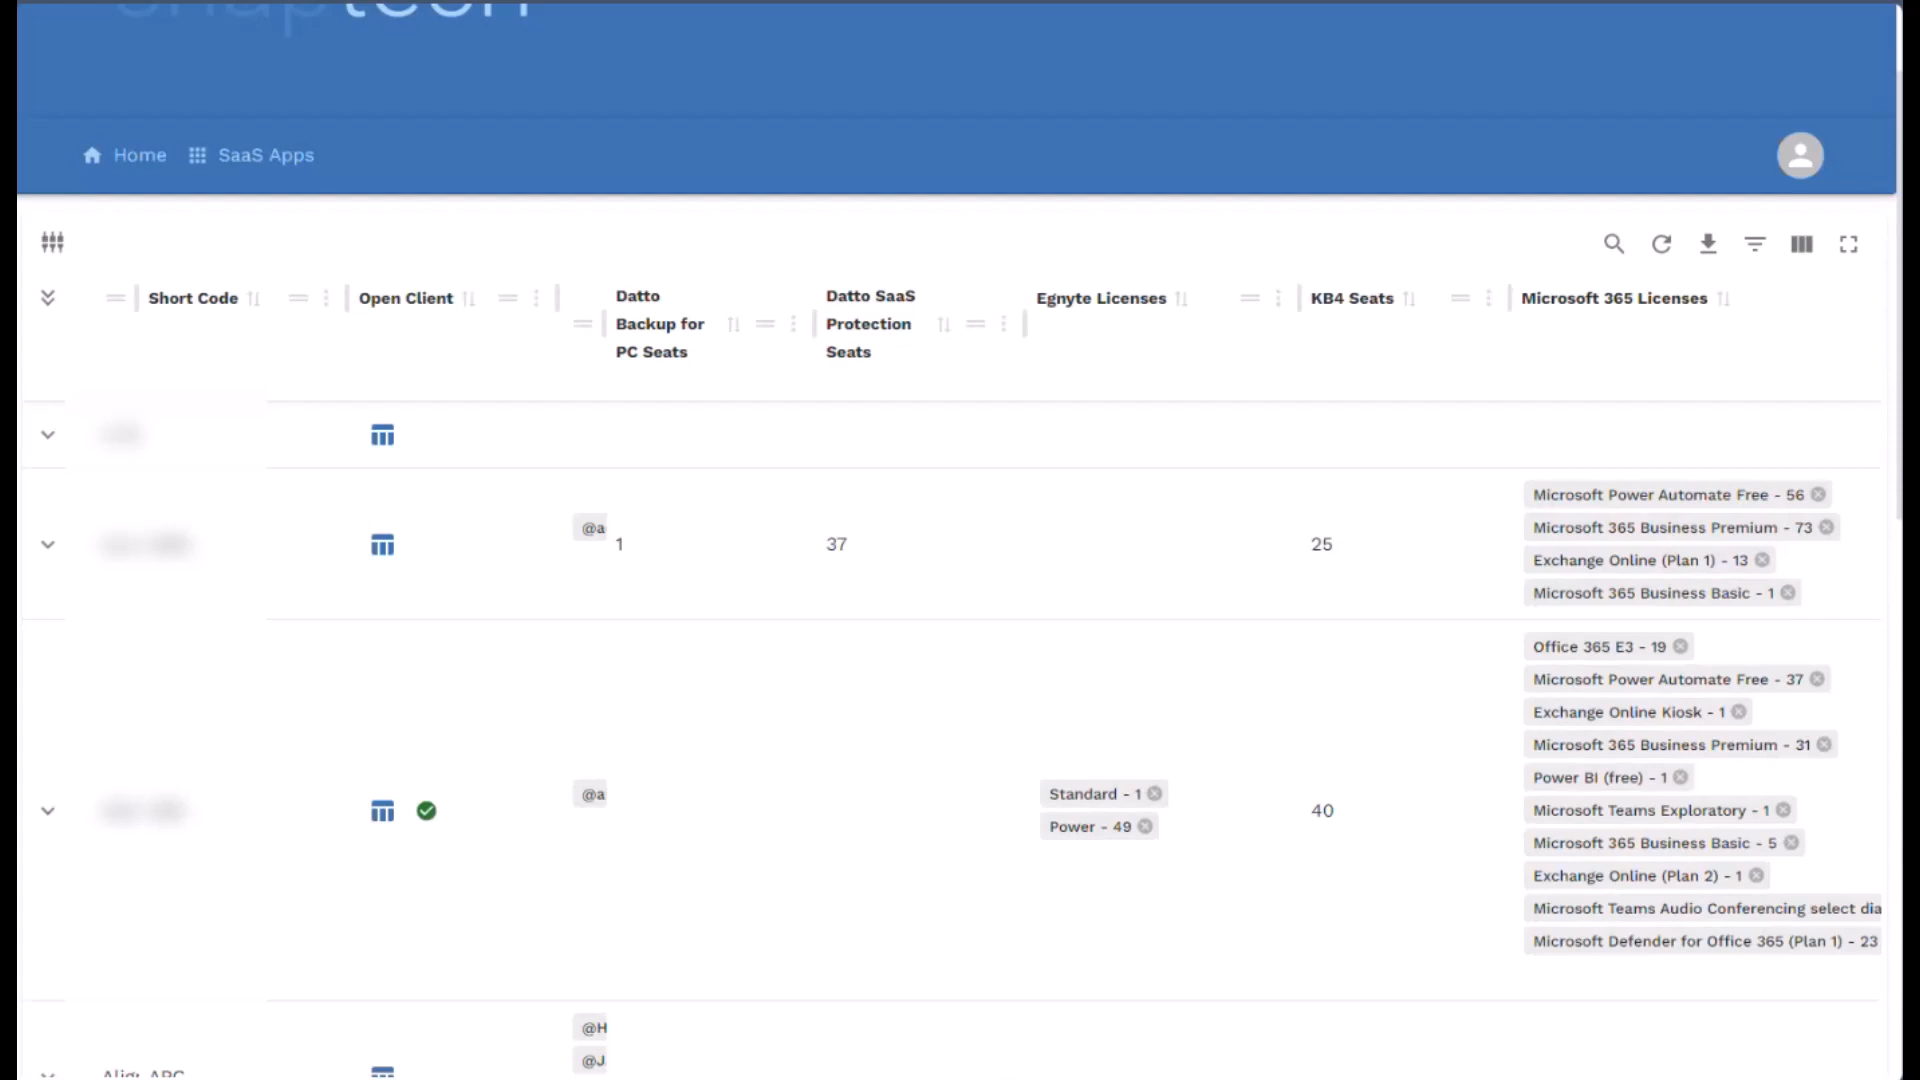 Home SaaS Apps
Short Code Open Client Datto Backup for PC Seats Datto SaaS Protection Seats Egnyte Licenses KB4 Seats Microsoft 365 Licenses
@a 1 37 25
Microsoft Power Automate Free - 56
Microsoft 365 Business Premium - 73
Exchange Online (Plan 1) - 13
Microsoft 365 Business Basic - 1
@a
Standard - 1
Power - 49
40
Office 365 E3 - 19
Microsoft Power Automate Free - 37
Exchange Online Kiosk - 1
Microsoft 365 Business Premium - 31
Power BI (free) - 1
Microsoft Teams Exploratory - 1
Microsoft 365 Business Basic - 5
Exchange Online (Plan 2) - 1
Microsoft Teams Audio Conferencing select dia
Microsoft Defender for Office 365 (Plan 1) - 23
@H
@J